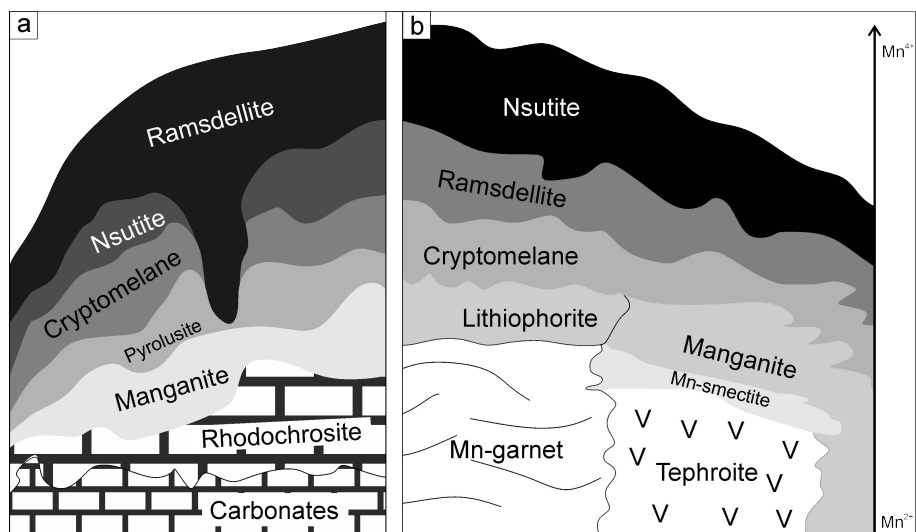 a
Ramsdellite
Nsutite
Cryptomelane
Pyrolusite
Manganite
Rhodochrosite
Carbonates
b
Mn4+
Nsutite
Ramsdellite
Cryptomelane
Lithiophorite
Manganite
Mn-smectite
V V V
V V
Mn-garnet
Tephroite
V
V V V
Mn2+